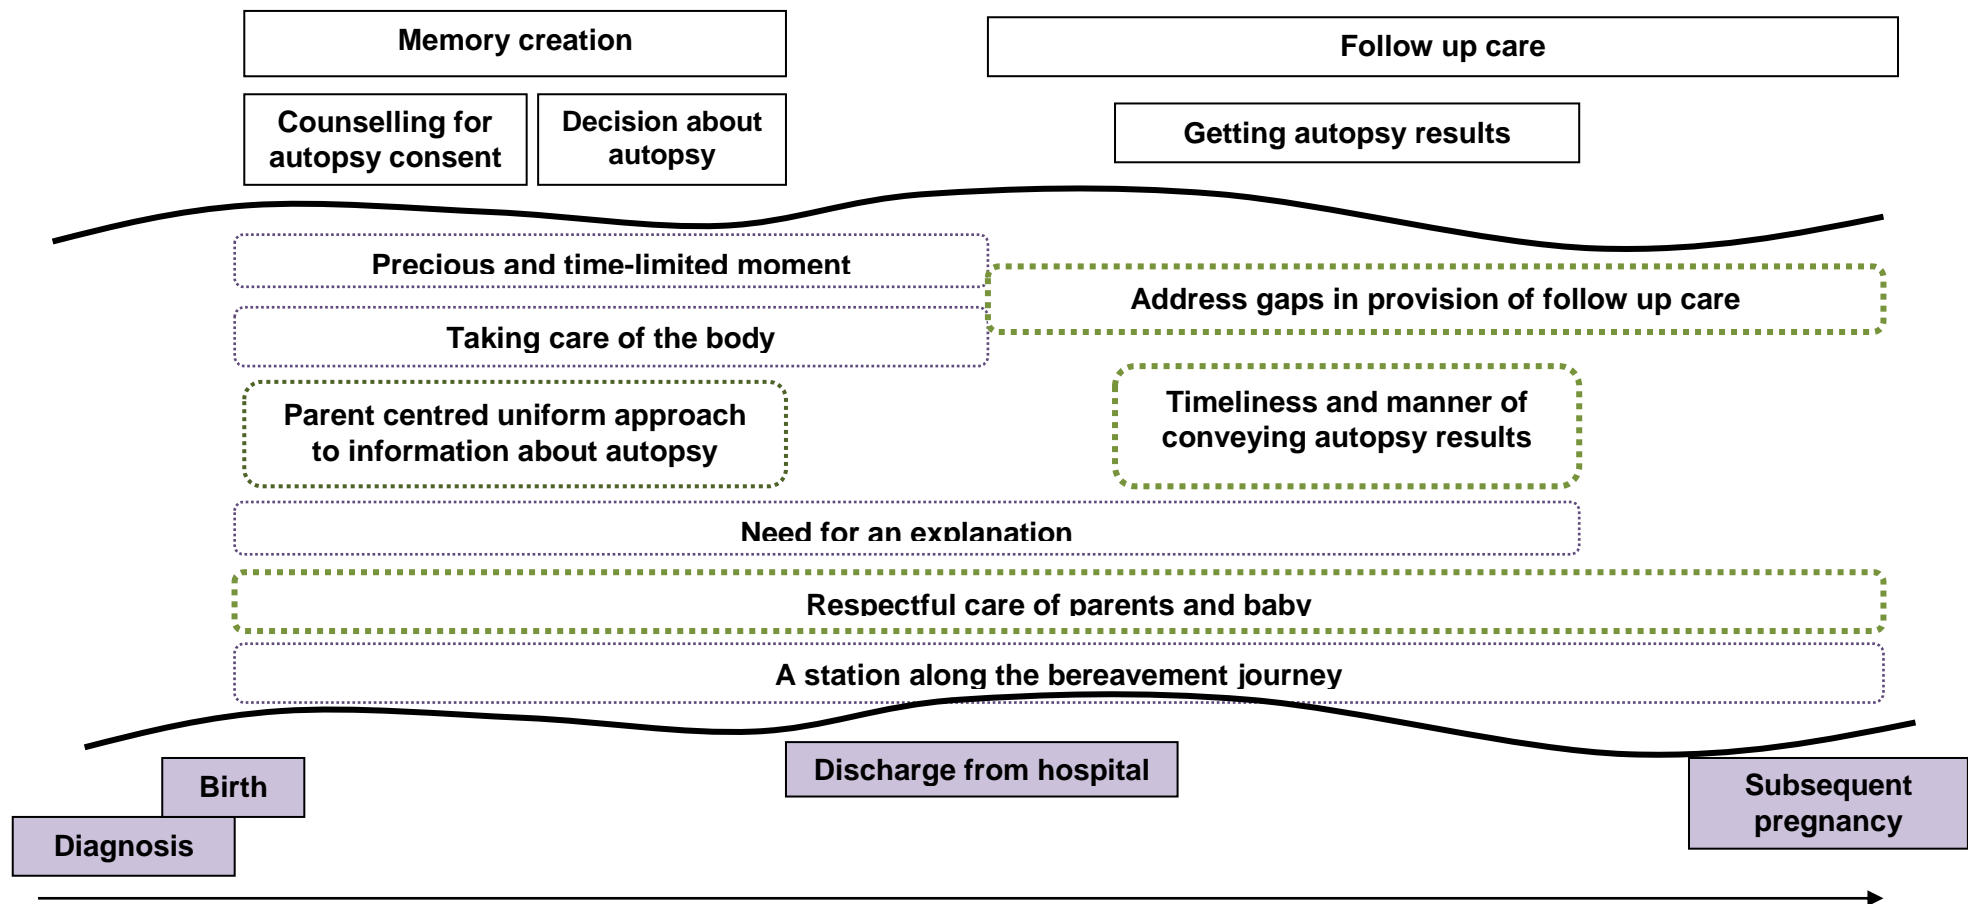 Memory creation
Follow up care
Counselling for
autopsy consent
Decision about
autopsy
Getting autopsy results
Precious and time-limited moment
Address gaps in provision of follow up care
Taking care of the body
Parent centred uniform approach
to information about autopsy
Timeliness and manner of
conveying autopsy results
Need for an explanation
Respectful care of parents and baby
A station along the bereavement journey
Discharge from hospital
Birth
Subsequent
pregnancy
Diagnosis